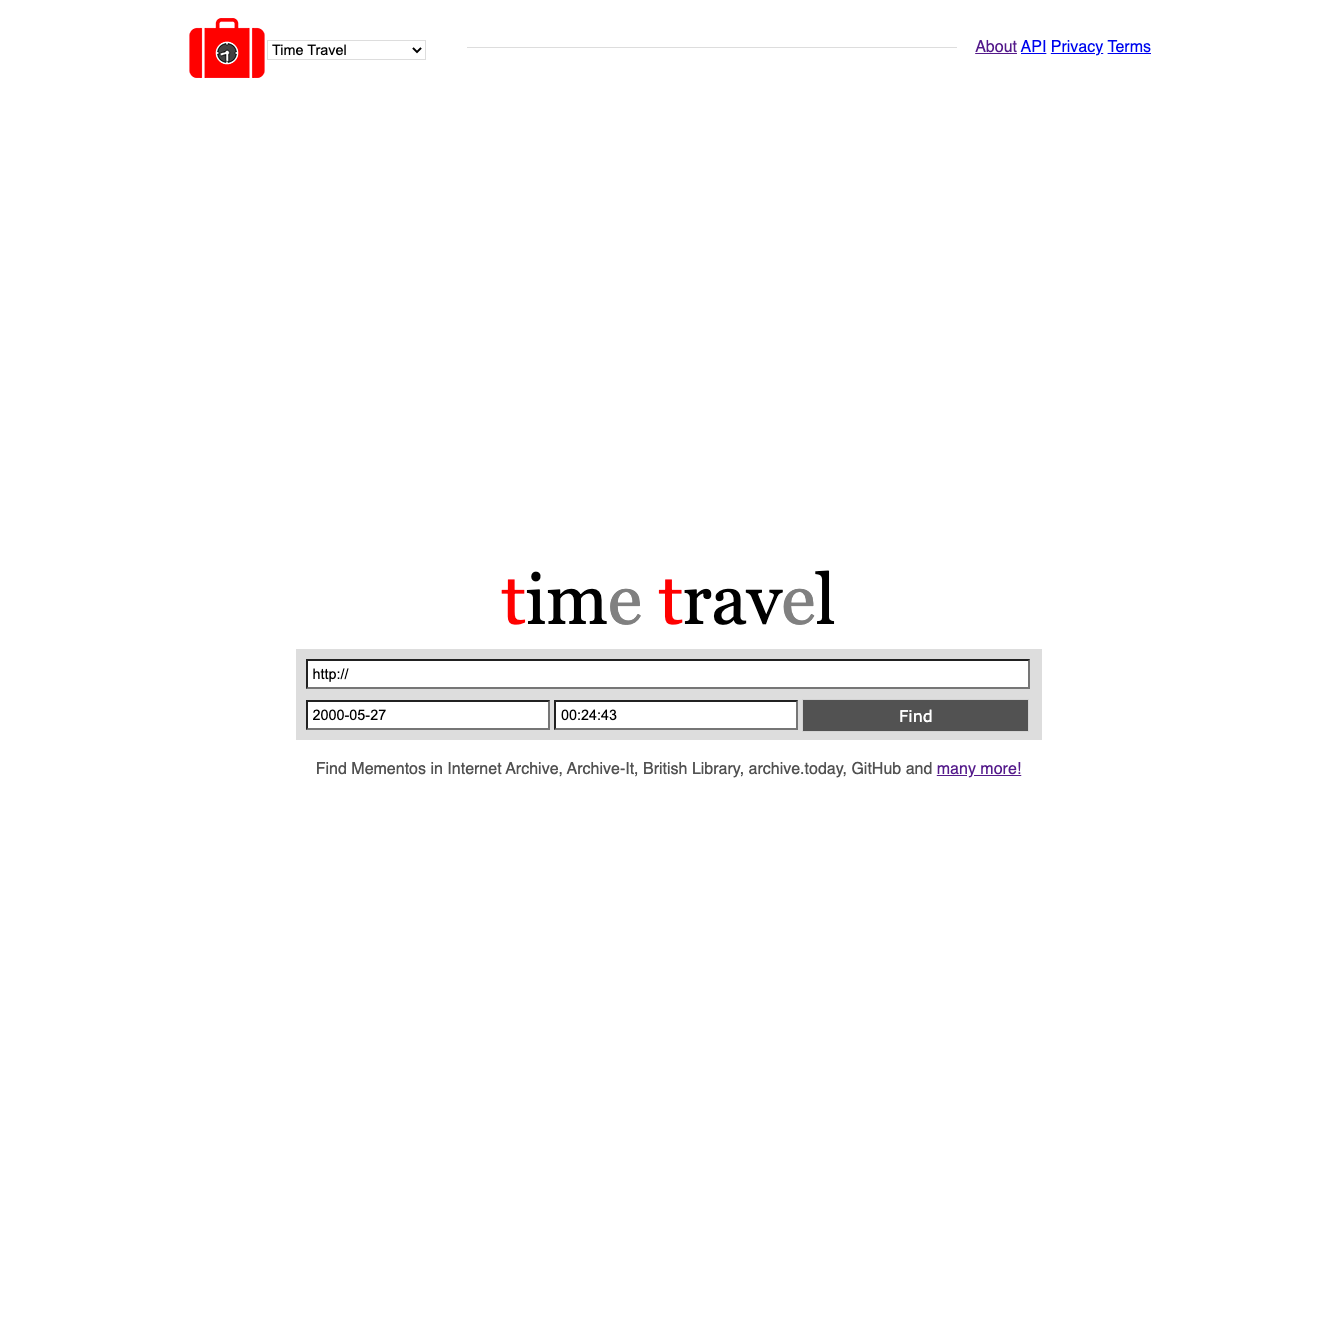 Time Travel
About API Privacy Terms
time travel
http://
2000-05-27 00:24:43 Find
Find Mementos in Internet Archive, Archive-It, British Library, archive.today, GitHub and many more!